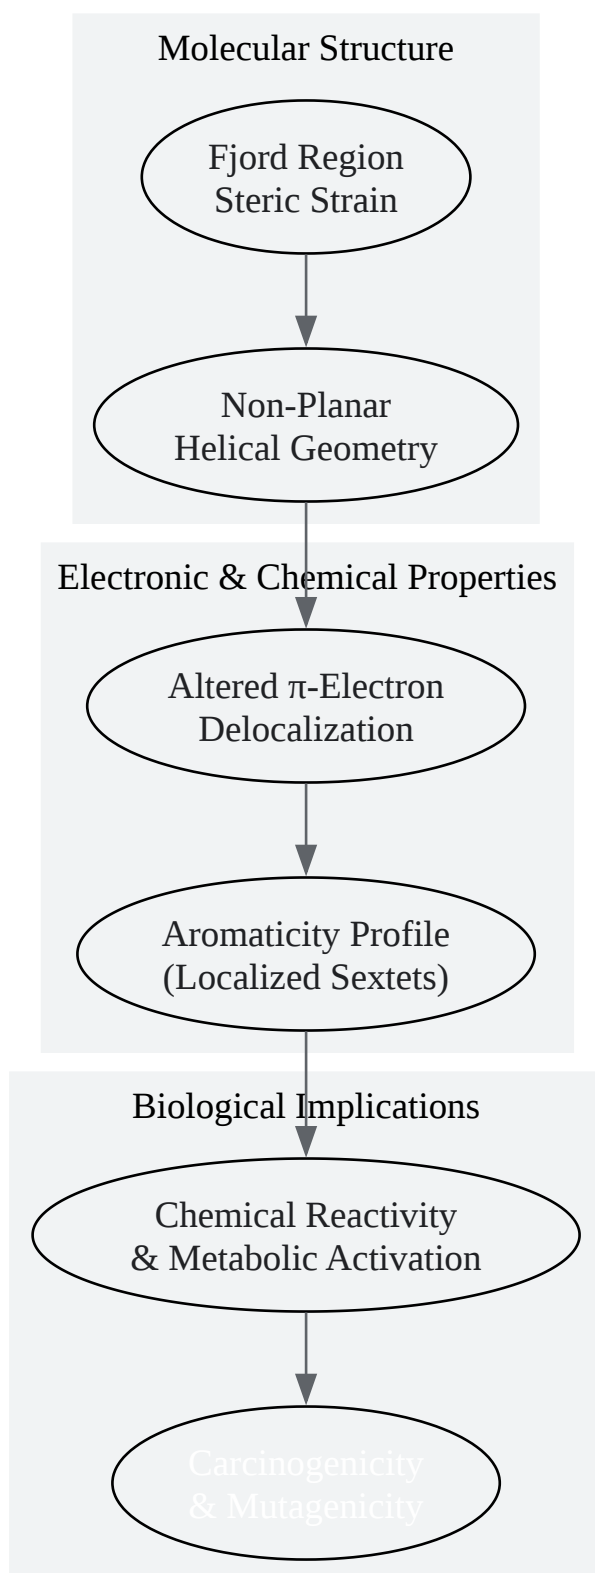 Molecular Structure
Fjord Region
Steric Strain
Non-Planar
Helical Geometry
Electronic & Chemical Properties
Altered π-Electron
Delocalization
Aromaticity Profile
(Localized Sextets)
Biological Implications
Chemical Reactivity
& Metabolic Activation
Carcinogenicity
& Mutagenicity